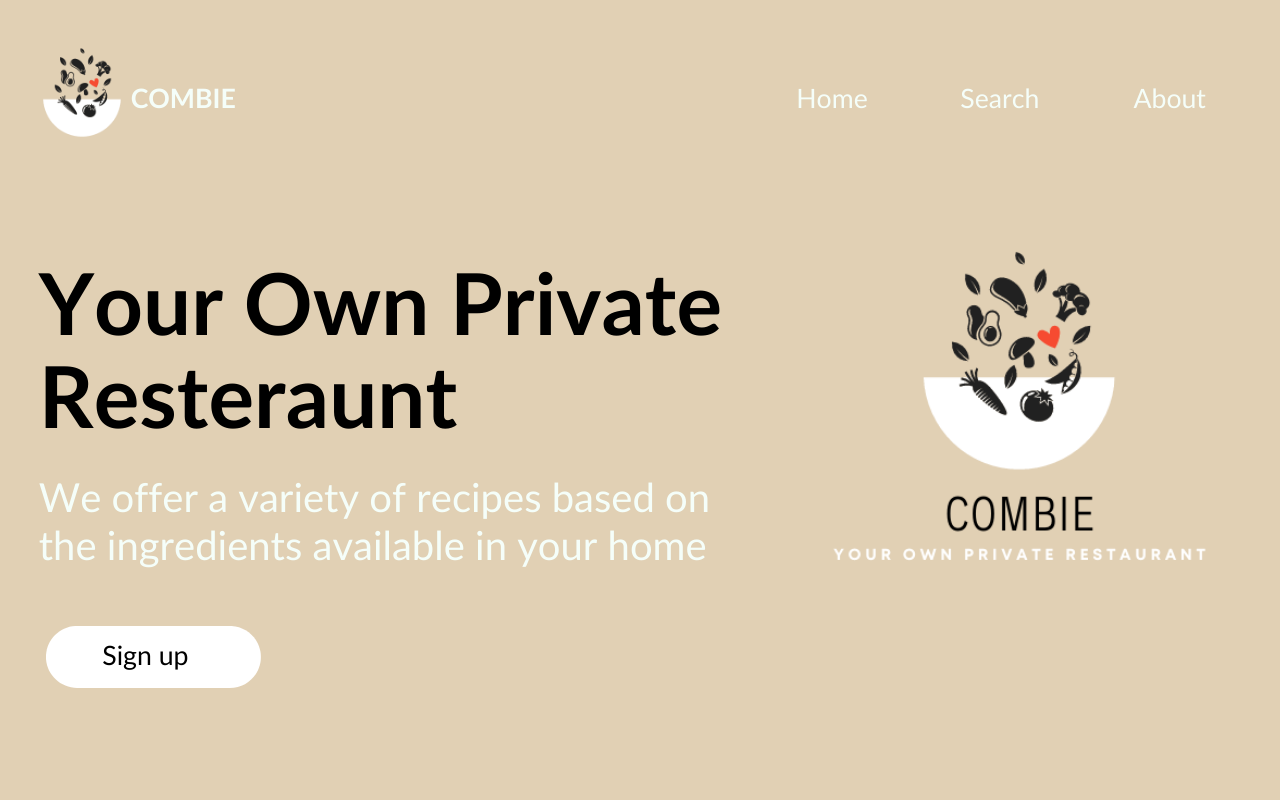 COMBIE
Home
Search
About
Your Own Private
Resteraunt
We offer a variety of recipes based on
the ingredients available in your home
Sign up
COMBIE
YOUR OWN PRIVATE RESTAURANT